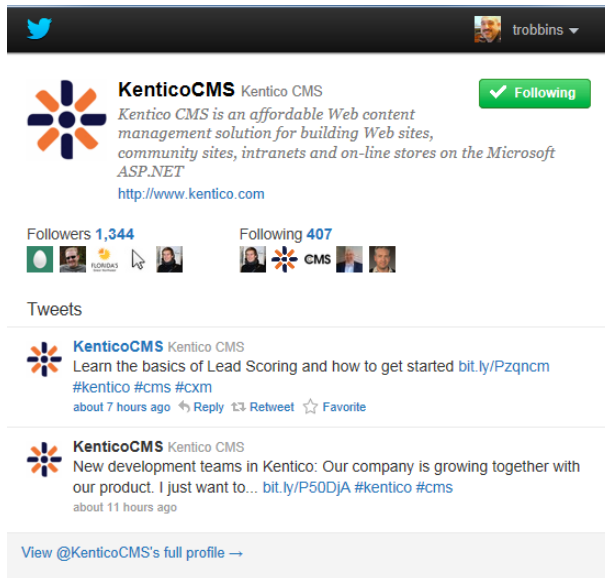 trobbins
KenticoCMS Kentico CMS
Following
Kentico CMS is an affordable Web content
management solution for building Web sites,
community sites, intranets and on-line stores on the Microsoft
ASP.NET
http://www.kentico.com
Followers 1,344
Following 407
FLORIDA'S
CMS
Tweets
KenticoCMS Kentico CMS
Learn the basics of Lead Scoring and how to get started bit.ly/Pzqncm
#kentico #cms #cxm
about 7 hours ago Reply Retweet Favorite
KenticoCMS Kentico CMS
New development teams in Kentico: Our company is growing together with
our product. I just want to... bit.ly/P50DjA #kentico #cms
about 11 hours ago
View @KenticoCMS's full profile →